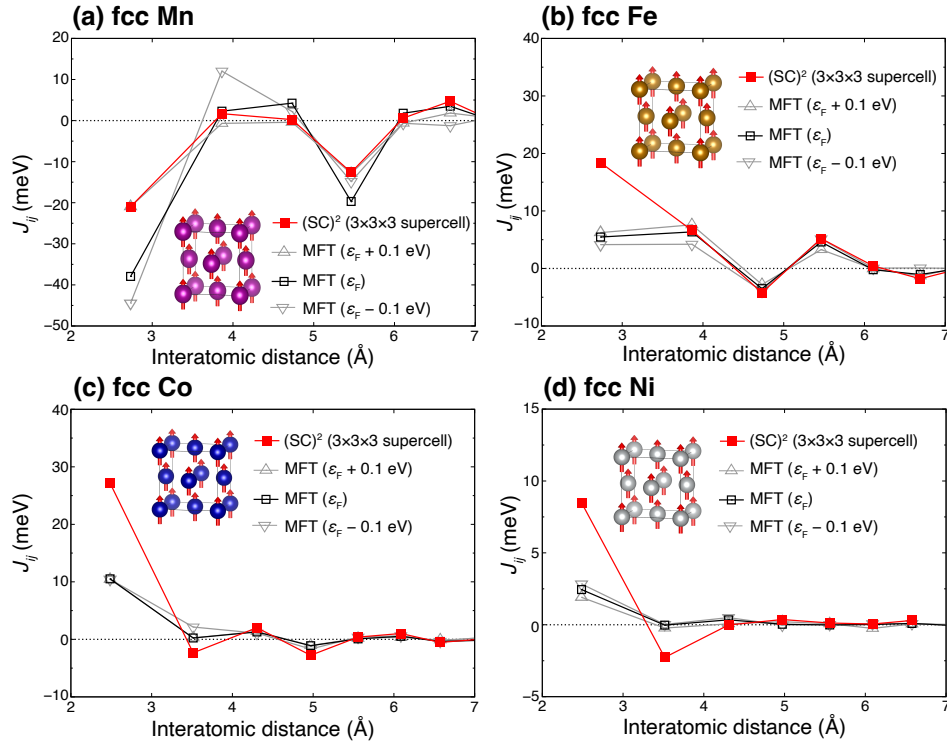 (a) fcc Mn
20
10
0
−10
−20
−30
−40
−50
J_ij (meV)
(SC)² (3×3×3 supercell)
MFT (ε_F + 0.1 eV)
MFT (ε_F)
MFT (ε_F − 0.1 eV)
2 3 4 5 6 7
Interatomic distance (Å)
(b) fcc Fe
40
30
20
10
0
−10
J_ij (meV)
(SC)² (3×3×3 supercell)
MFT (ε_F + 0.1 eV)
MFT (ε_F)
MFT (ε_F − 0.1 eV)
2 3 4 5 6 7
Interatomic distance (Å)
(c) fcc Co
40
30
20
10
0
−10
J_ij (meV)
(SC)² (3×3×3 supercell)
MFT (ε_F + 0.1 eV)
MFT (ε_F)
MFT (ε_F − 0.1 eV)
2 3 4 5 6 7
Interatomic distance (Å)
(d) fcc Ni
15
10
5
0
−5
J_ij (meV)
(SC)² (3×3×3 supercell)
MFT (ε_F + 0.1 eV)
MFT (ε_F)
MFT (ε_F − 0.1 eV)
2 3 4 5 6 7
Interatomic distance (Å)